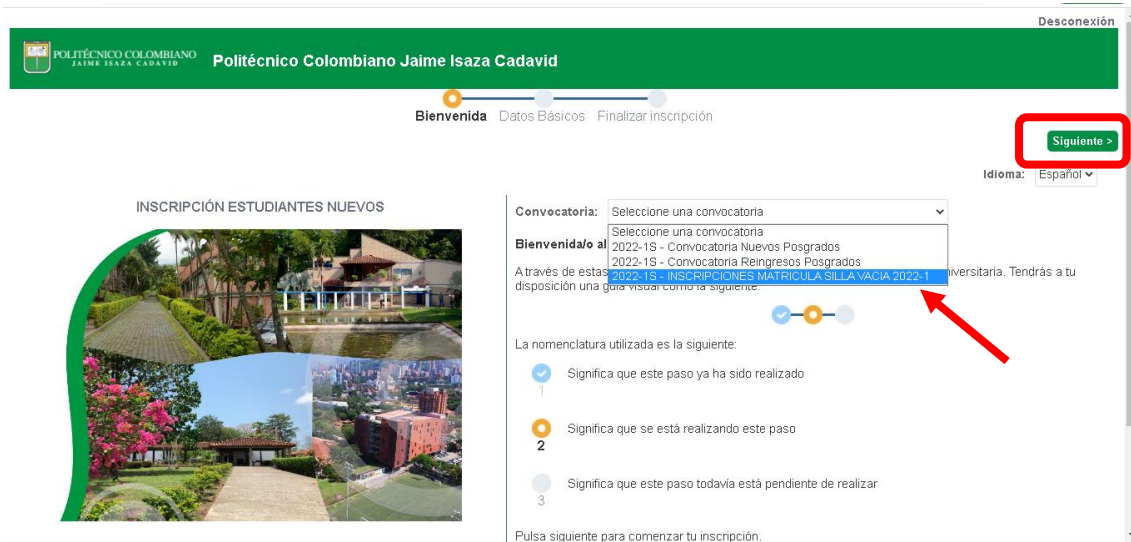 Desconexión
POLITÉCNICO COLOMBIANO
JAIME ISAZA CADAVID
Politécnico Colombiano Jaime Isaza Cadavid
Bienvenida Datos Básicos Finalizar inscripción
Siguiente >
Idioma: Español
INSCRIPCIÓN ESTUDIANTES NUEVOS
Convocatoria: Seleccione una convocatoria
Seleccione una convocatoria
2022-1S - Convocatoria Nuevos Posgrados
2022-1S - Convocatoria Reingresos Posgrados
2022-1S - INSCRIPCIONES MATRICULA SILLA VACIA 2022-1
Bienvenida/o al
A través de estas iversitaria. Tendrás a tu
disposición una guía visual como la siguiente:
La nomenclatura utilizada es la siguiente:
Significa que este paso ya ha sido realizado
1
Significa que se está realizando este paso
2
Significa que este paso todavía está pendiente de realizar
3
Pulsa siguiente para comenzar tu inscripción.